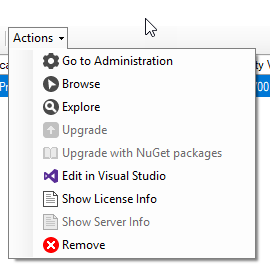 Actions
Go to Administration
Browse
Explore
Upgrade
Upgrade with NuGet packages
Edit in Visual Studio
Show License Info
Show Server Info
Remove